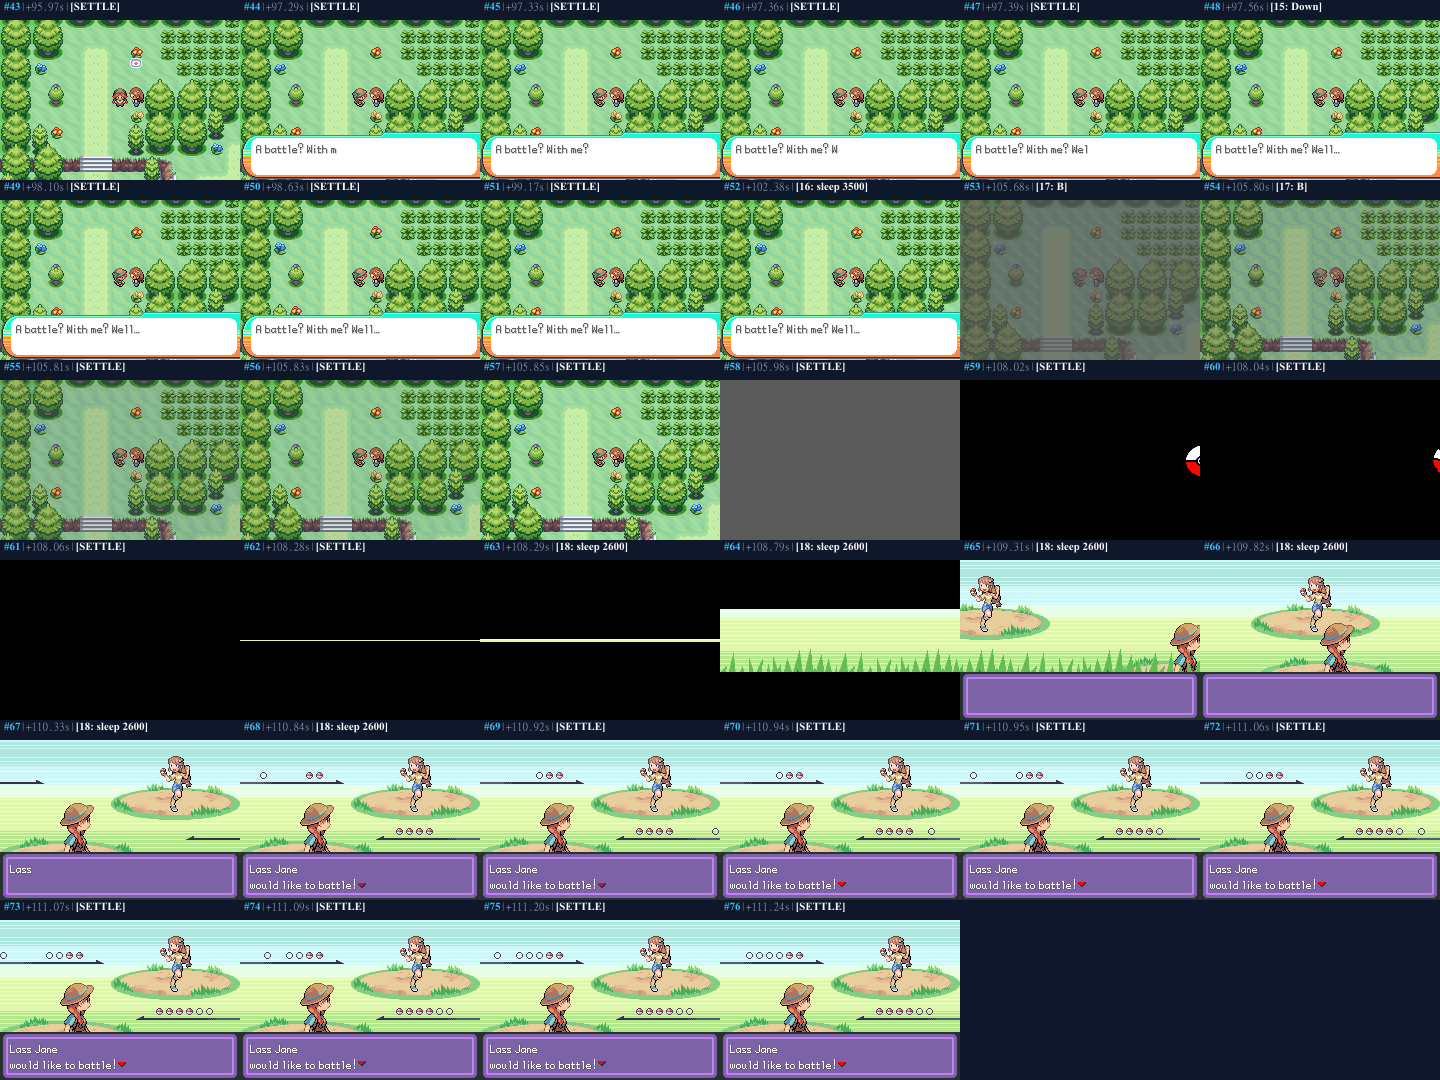 #43|+95.97s|[SETTLE]
#44|+97.29s|[SETTLE]
#45|+97.33s|[SETTLE]
#46|+97.36s|[SETTLE]
#47|+97.39s|[SETTLE]
#48|+97.56s|[15: Down]
A battle? With m
A battle? With me?
A battle? With me? W
A battle? With me? Wel
A battle? With me? Well...
#49|+98.10s|[SETTLE]
#50|+98.63s|[SETTLE]
#51|+99.17s|[SETTLE]
#52|+102.38s|[16: sleep 3500]
#53|+105.68s|[17: B]
#54|+105.80s|[17: B]
A battle? With me? Well...
A battle? With me? Well...
A battle? With me? Well...
A battle? With me? Well...
#55|+105.81s|[SETTLE]
#56|+105.83s|[SETTLE]
#57|+105.85s|[SETTLE]
#58|+105.98s|[SETTLE]
#59|+108.02s|[SETTLE]
#60|+108.04s|[SETTLE]
#61|+108.06s|[SETTLE]
#62|+108.28s|[SETTLE]
#63|+108.29s|[18: sleep 2600]
#64|+108.79s|[18: sleep 2600]
#65|+109.31s|[18: sleep 2600]
#66|+109.82s|[18: sleep 2600]
#67|+110.33s|[18: sleep 2600]
#68|+110.84s|[18: sleep 2600]
#69|+110.92s|[SETTLE]
#70|+110.94s|[SETTLE]
#71|+110.95s|[SETTLE]
#72|+111.06s|[SETTLE]
Lass
Lass Jane
would like to battle!
Lass Jane
would like to battle!
Lass Jane
would like to battle!
Lass Jane
would like to battle!
Lass Jane
would like to battle!
#73|+111.07s|[SETTLE]
#74|+111.09s|[SETTLE]
#75|+111.20s|[SETTLE]
#76|+111.24s|[SETTLE]
Lass Jane
would like to battle!
Lass Jane
would like to battle!
Lass Jane
would like to battle!
Lass Jane
would like to battle!